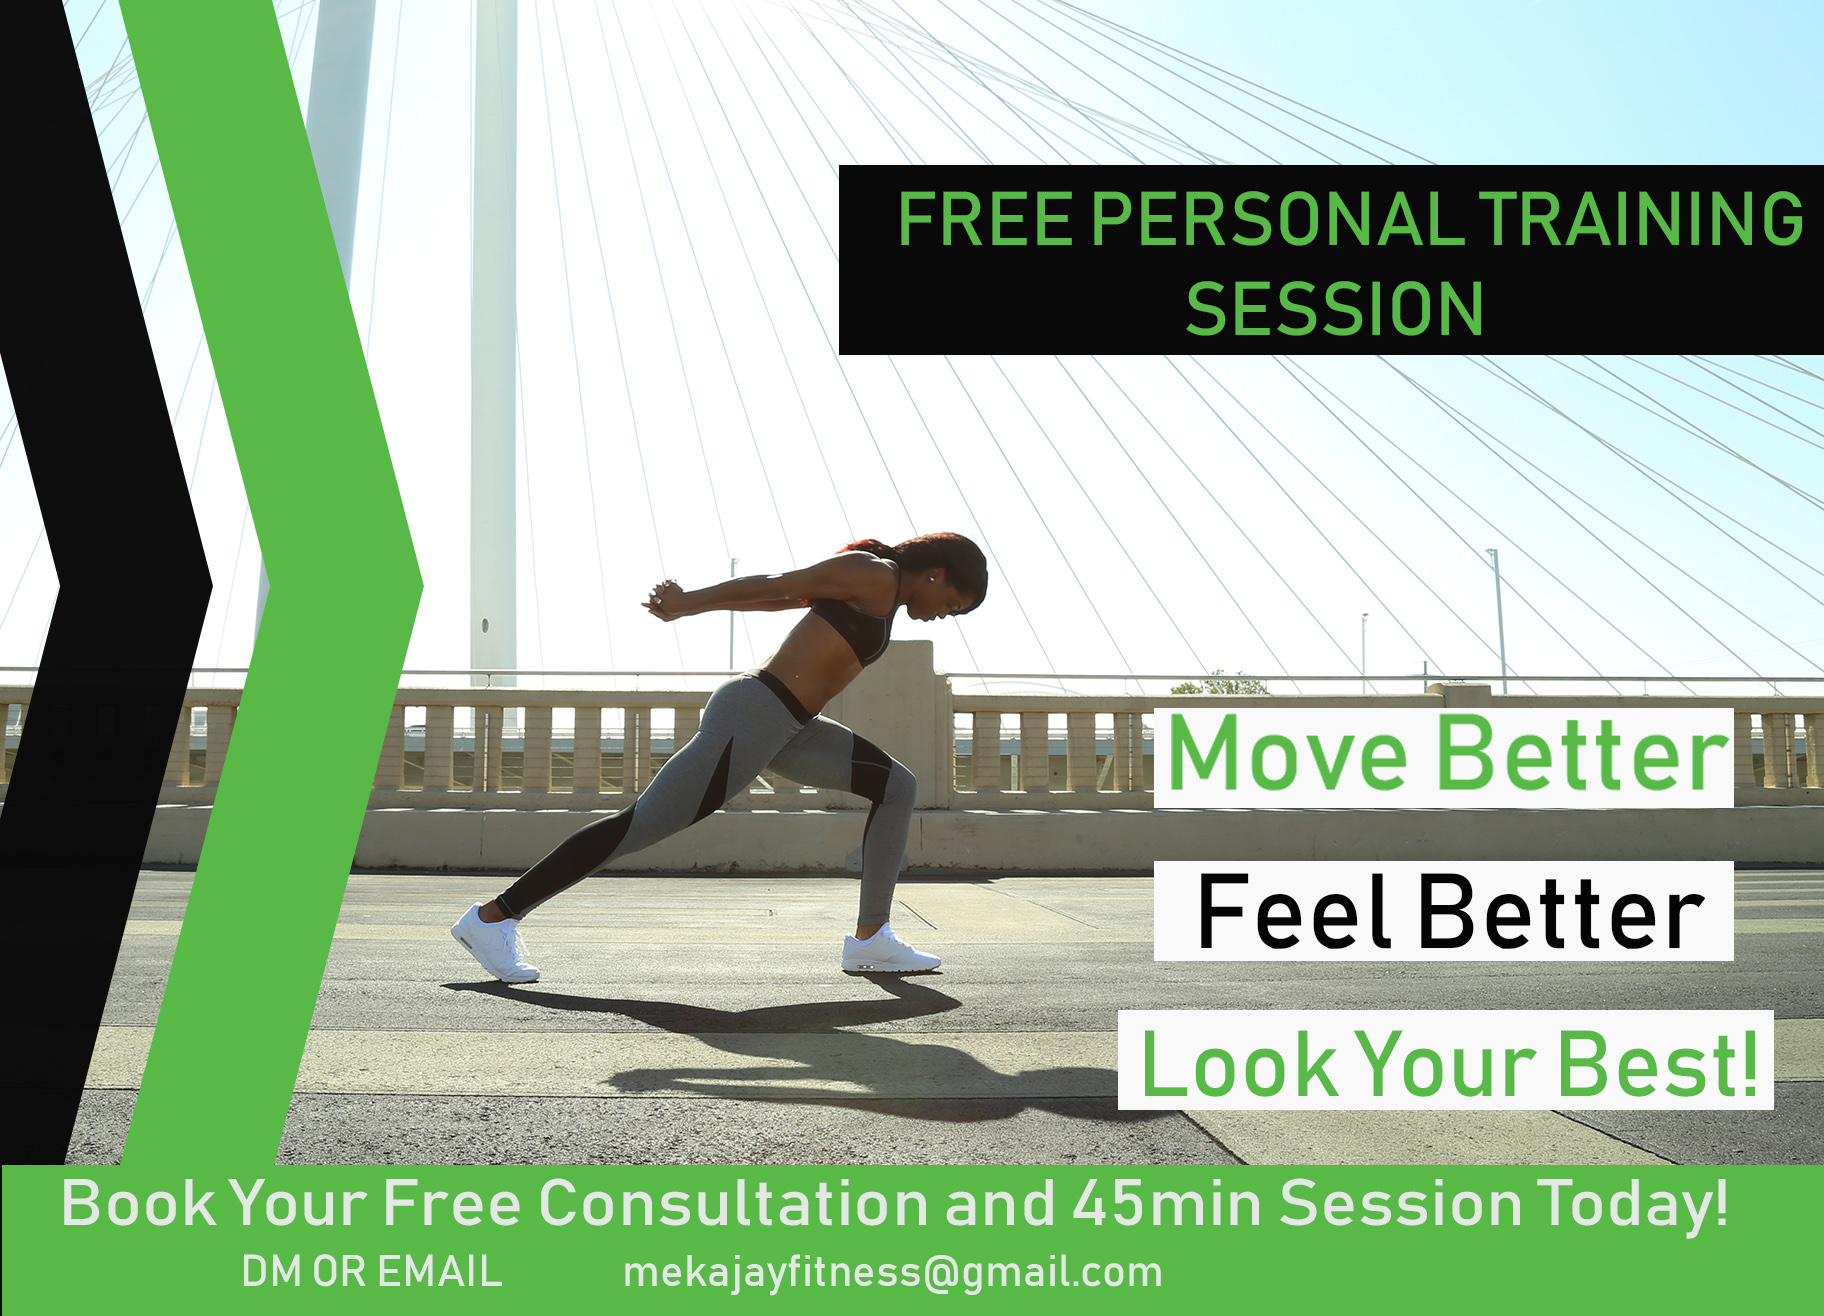 FREE PERSONAL TRAINING
SESSION
Move Better
Feel Better
Look Your Best!
Book Your Free Consultation and 45min Session Today!
DM OR EMAIL mekajayfitness@gmail.com